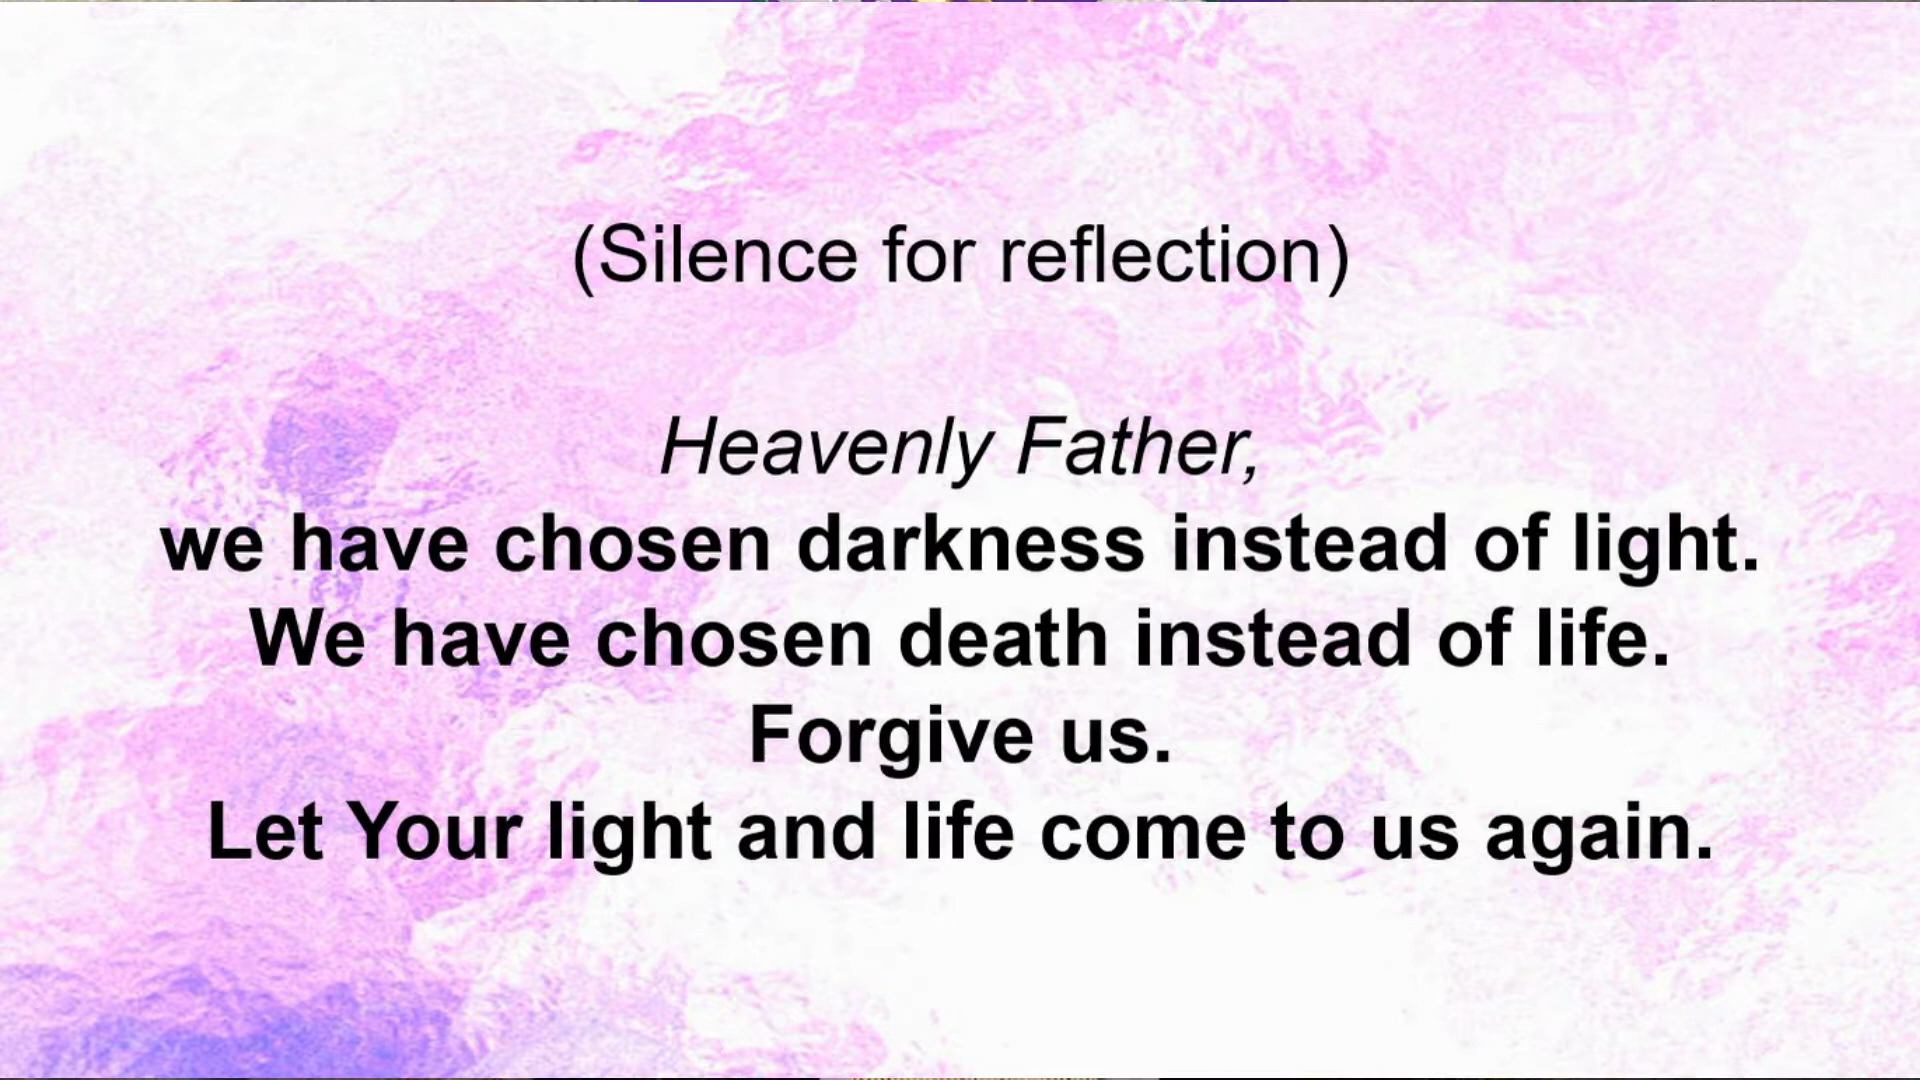 (Silence for reflection)
Heavenly Father,
we have chosen darkness instead of light.
We have chosen death instead of life.
Forgive us.
Let Your light and life come to us again.